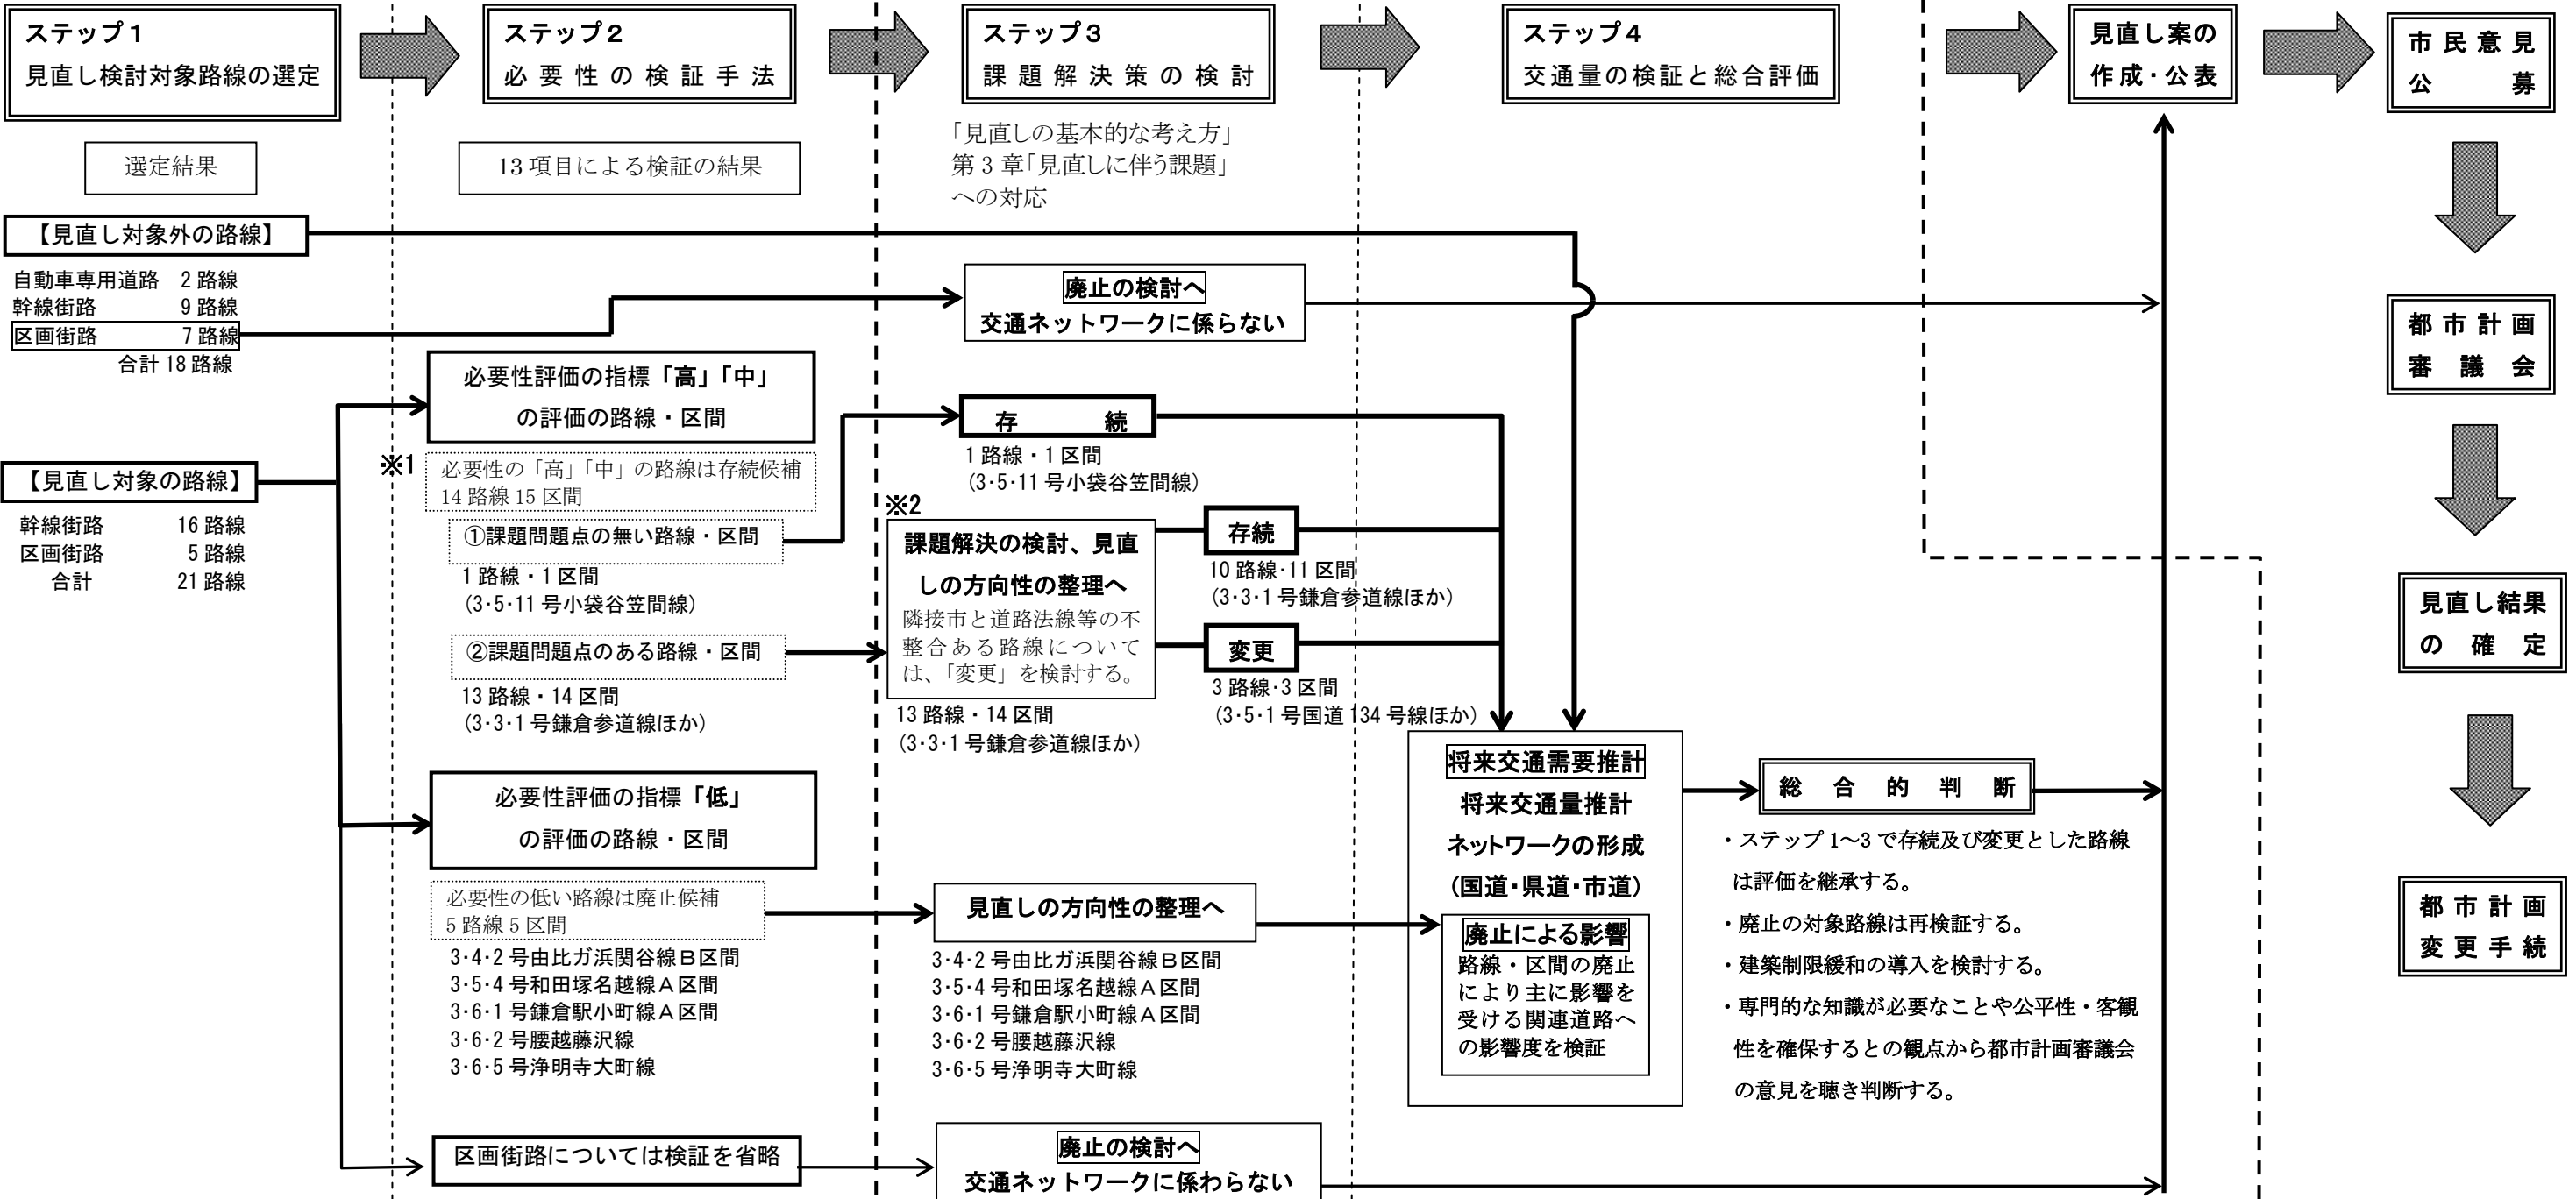 ステップ１
見直し検討対象路線の選定
ステップ２
必要性の検証手法
ステップ３
課題解決策の検討
ステップ４
交通量の検証と総合評価
見直し案の
作成・公表
市民意見
公募
選定結果
13 項目による検証の結果
「見直しの基本的な考え方」
第 3 章「見直しに伴う課題」
への対応
【見直し対象外の路線】
自動車専用道路 2 路線
幹線街路 9 路線
区画街路 7 路線
合計 18 路線
廃止の検討へ
交通ネットワークに係らない
都市計画
審議会
必要性評価の指標「高」「中」
の評価の路線・区間
存続
1 路線・1 区間
(3・5・11 号小袋谷笠間線)
※1
必要性の「高」「中」の路線は存続候補
14 路線 15 区間
【見直し対象の路線】
幹線街路 16 路線
区画街路 5 路線
合計 21 路線
①課題問題点の無い路線・区間
1 路線・1 区間
(3・5・11 号小袋谷笠間線)
②課題問題点のある路線・区間
13 路線・14 区間
(3・3・1 号鎌倉参道線ほか)
※2
課題解決の検討、見直
しの方向性の整理へ
隣接市と道路法線等の不
整合ある路線について
は、「変更」を検討する。
13 路線・14 区間
(3・3・1 号鎌倉参道線ほか)
存続
10 路線・11 区間
(3・3・1 号鎌倉参道線ほか)
変更
3 路線・3 区間
(3・5・1 号国道 134 号線ほか)
見直し結果
の確定
将来交通需要推計
将来交通量推計
ネットワークの形成
(国道・県道・市道)
廃止による影響
路線・区間の廃止
により主に影響を
受ける関連道路へ
の影響度を検証
総合的判断
・ステップ 1～3 で存続及び変更とした路線
は評価を継承する。
・廃止の対象路線は再検証する。
・建築制限緩和の導入を検討する。
・専門的な知識が必要なことや公平性・客観
性を確保するとの観点から都市計画審議会
の意見を聴き判断する。
都市計画
変更手続
必要性評価の指標「低」
の評価の路線・区間
必要性の低い路線は廃止候補
5 路線 5 区間
3・4・2 号由比ガ浜関谷線Ｂ区間
3・5・4 号和田塚名越線Ａ区間
3・6・1 号鎌倉駅小町線Ａ区間
3・6・2 号腰越藤沢線
3・6・5 号浄明寺大町線
見直しの方向性の整理へ
3・4・2 号由比ガ浜関谷線Ｂ区間
3・5・4 号和田塚名越線Ａ区間
3・6・1 号鎌倉駅小町線Ａ区間
3・6・2 号腰越藤沢線
3・6・5 号浄明寺大町線
区画街路については検証を省略
廃止の検討へ
交通ネットワークに係わらない